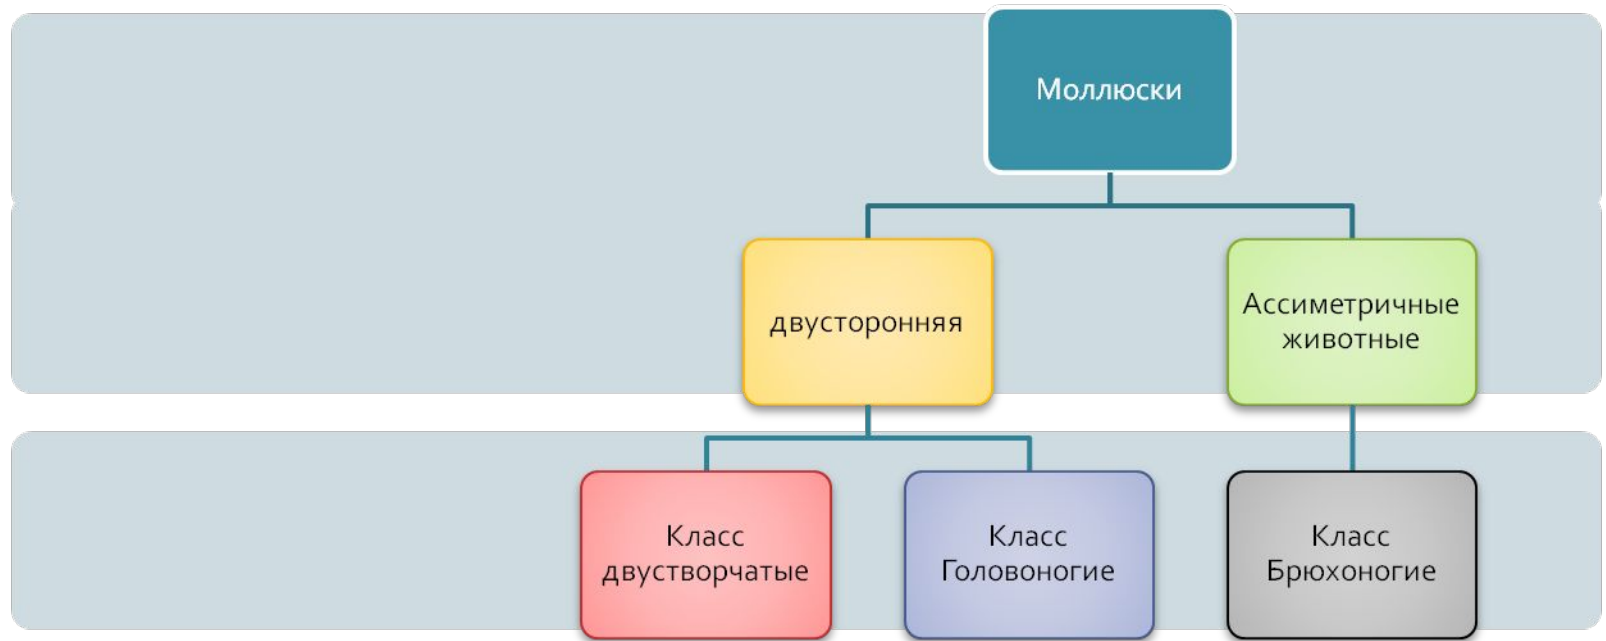 Моллюски
двусторонняя
Ассиметричные
животные
Класс
двустворчатые
Класс
Головоногие
Класс
Брюхоногие